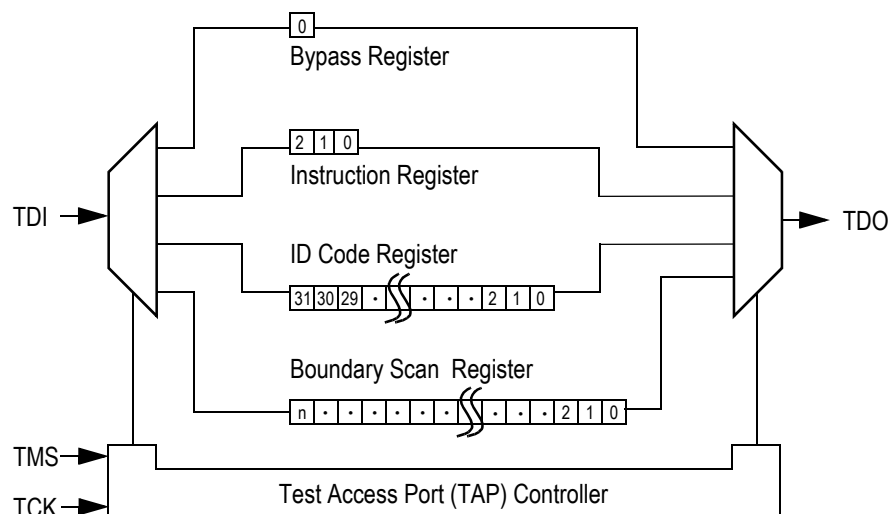 0
Bypass Register
2 1 0
Instruction Register
TDI
TDO
ID Code Register
31 30 29 · · · · 2 1 0
Boundary Scan Register
n · · · · · · · · · 2 1 0
TMS
Test Access Port (TAP) Controller
TCK